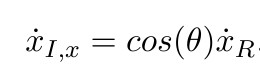 ẋ_{I,x} = cos(θ)ẋ_R